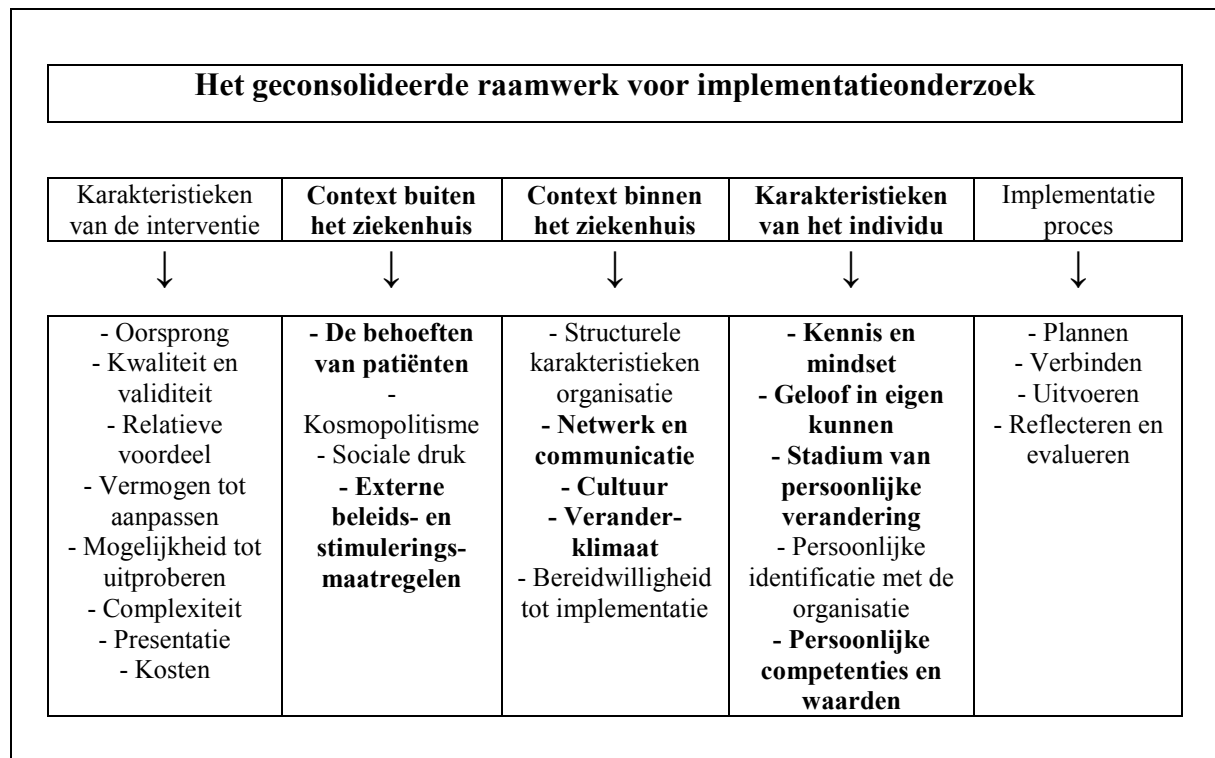 Het geconsolideerde raamwerk voor implementatieonderzoek
Karakteristieken
van de interventie
Context buiten
het ziekenhuis
Context binnen
het ziekenhuis
Karakteristieken
van het individu
Implementatie
proces
↓ ↓ ↓ ↓ ↓
- Oorsprong
- Kwaliteit en
validiteit
- Relatieve
voordeel
- Vermogen tot
aanpassen
- Mogelijkheid tot
uitproberen
- Complexiteit
- Presentatie
- Kosten
- De behoeften
van patiënten
-
Kosmopolitisme
- Sociale druk
- Externe
beleids- en
stimulerings-
maatregelen
- Structurele
karakteristieken
organisatie
- Netwerk en
communicatie
- Cultuur
- Verander-
klimaat
- Bereidwilligheid
tot implementatie
- Kennis en
mindset
- Geloof in eigen
kunnen
- Stadium van
persoonlijke
verandering
- Persoonlijke
identificatie met de
organisatie
- Persoonlijke
competenties en
waarden
- Plannen
- Verbinden
- Uitvoeren
- Reflecteren en
evalueren